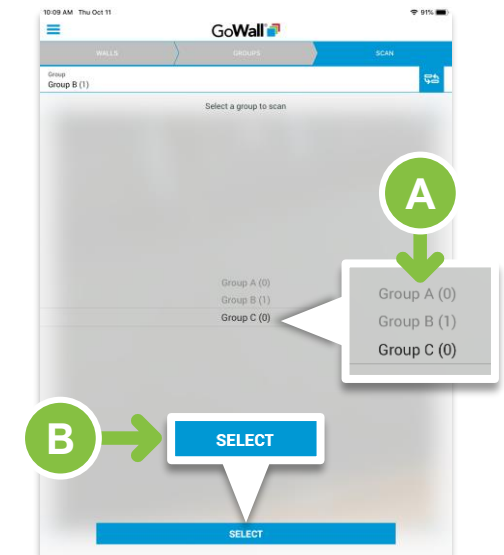 10:09 AM Thu Oct 11
91%
GoWall
WALLS
GROUPS
SCAN
Group
Group B (1)
Select a group to scan
A
Group A (0)
Group B (1)
Group C (0)
Group A (0)
Group B (1)
Group C (0)
B
SELECT
SELECT